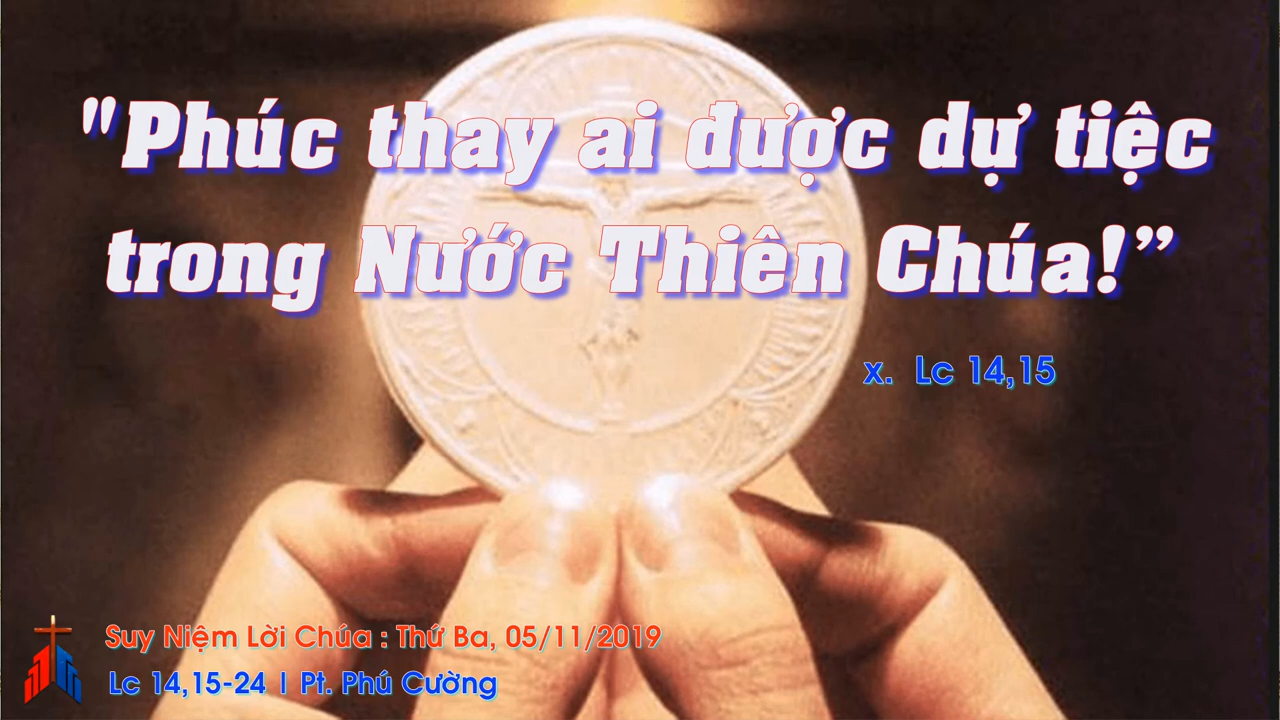 "Phúc thay ai được dự tiệc
trong Nước Thiên Chúa!”
x. Lc 14,15
Suy Niệm Lời Chúa : Thứ Ba, 05/11/2019
Lc 14,15-24 | Pt. Phú Cường